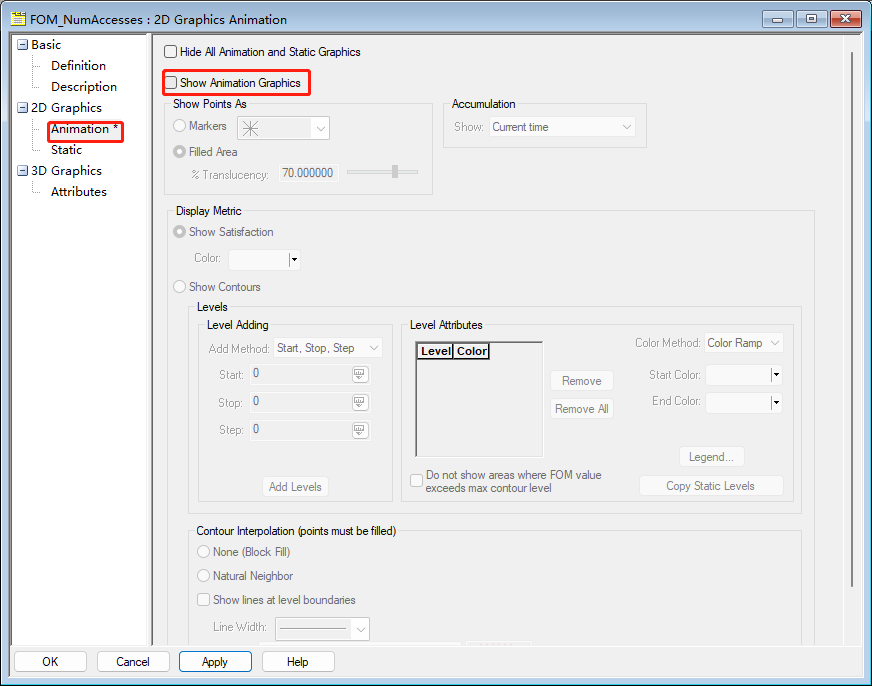 FOM_NumAccesses : 2D Graphics Animation
Basic
Definition
Description
2D Graphics
Animation *
Static
3D Graphics
Attributes
Hide All Animation and Static Graphics
Show Animation Graphics
Show Points As
Markers
Filled Area
% Translucency: 70.000000
Accumulation
Show: Current time
Display Metric
Show Satisfaction
Color:
Show Contours
Levels
Level Adding
Add Method: Start, Stop, Step
Start: 0
Stop: 0
Step: 0
Add Levels
Level Attributes
Level Color
Remove
Remove All
Do not show areas where FOM value
exceeds max contour level
Color Method: Color Ramp
Start Color:
End Color:
Legend...
Copy Static Levels
Contour Interpolation (points must be filled)
None (Block Fill)
Natural Neighbor
Show lines at level boundaries
Line Width:
OK Cancel Apply Help